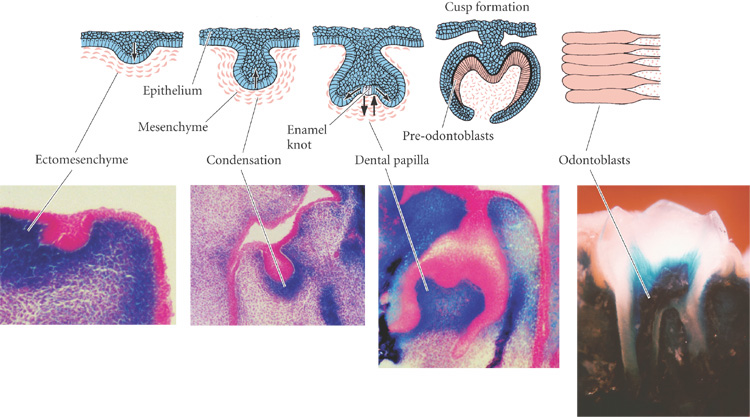 Cusp formation
Epithelium
Mesenchyme
Enamel
knot
Pre-odontoblasts
Ectomesenchyme
Condensation
Dental papilla
Odontoblasts